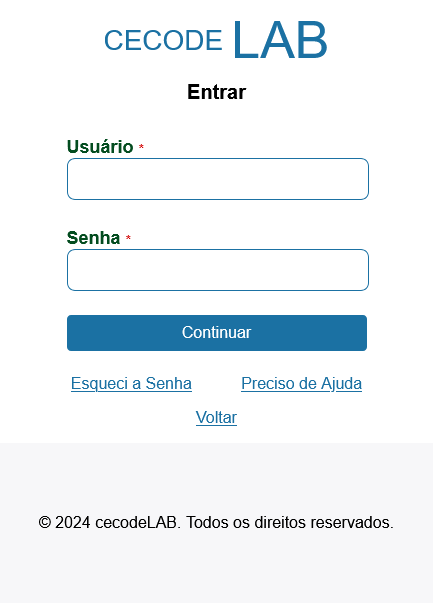 CECODE LAB
Entrar
Usuário *
Senha *
Continuar
Esqueci a Senha Preciso de Ajuda
Voltar
© 2024 cecodeLAB. Todos os direitos reservados.